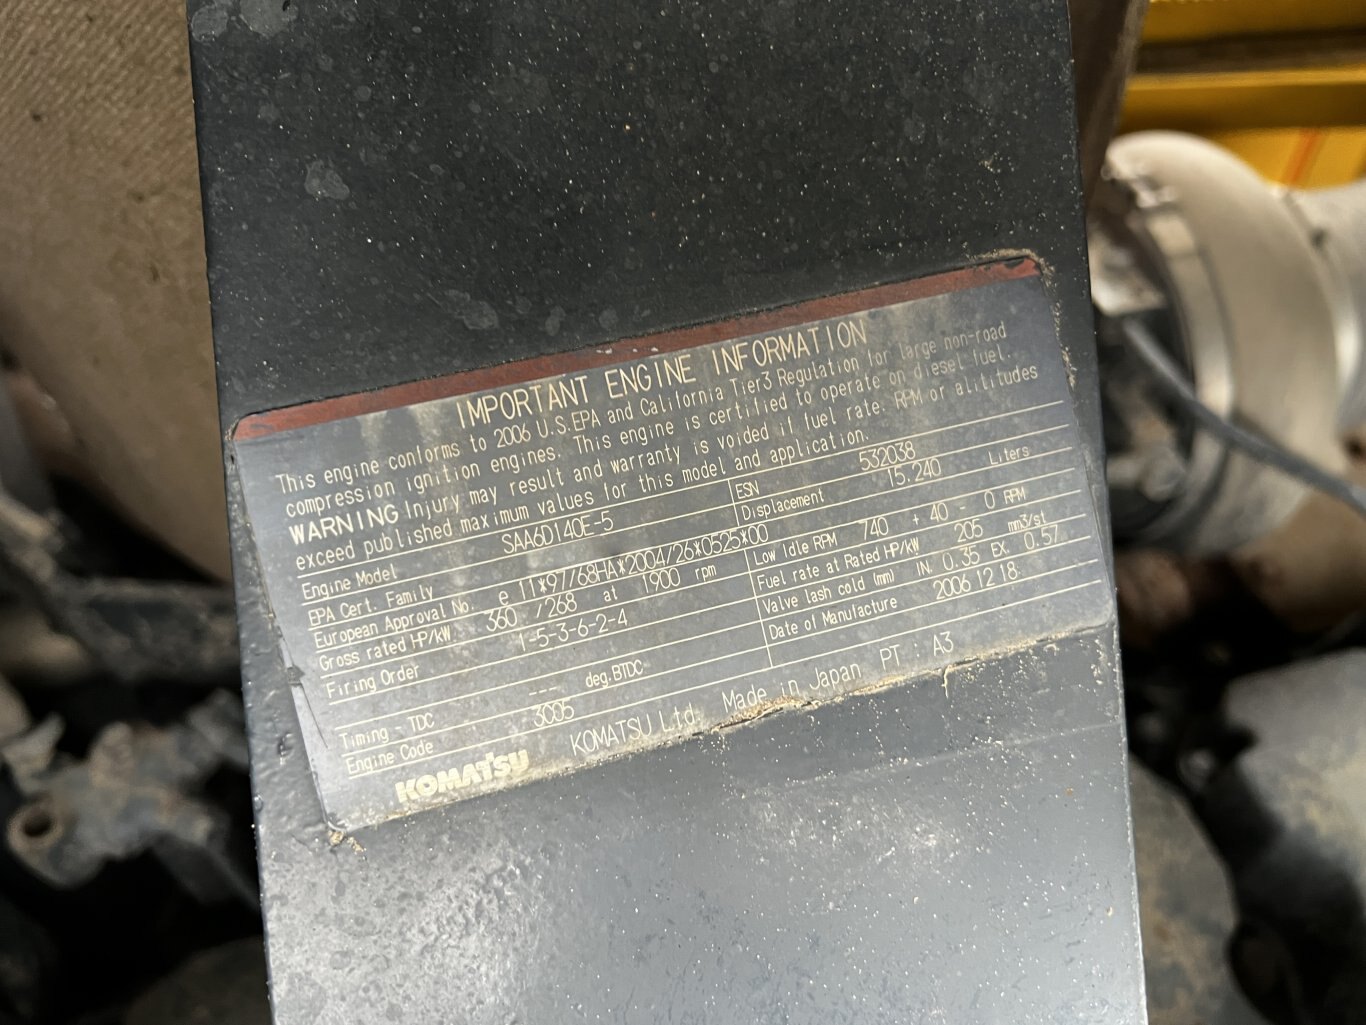 IMPORTANT ENGINE INFORMATION
This engine conforms to 2006 U.S.EPA and California Tier3 Regulation for large non-road
compression ignition engines. This engine is certified to operate on diesel fuel.
WARNING Injury may result and warranty is voided if fuel rate. RPM or altitudes
exceed published maximum values for this model and application.
Engine Model SAA6D140E-5 ESN 532038
EPA Cert. Family Displacement 15.240 Liters
European Approval No. e 11*97/68HA*2004/26*0525*00 Low Idle RPM 740 + 40 - 0 RPM
Gross rated HP/kW 360 /268 at 1900 rpm Fuel rate at Rated HP/kW 205 mm3/st
Firing Order 1-5-3-6-2-4 Valve lash cold (mm) IN. 0.35 EX. 0.57
Date of Manufacture 2006 12 18
Timing - TDC --- deg.BTDC
Engine Code 3005
KOMATSU KOMATSU Ltd. Made in Japan PT : A3